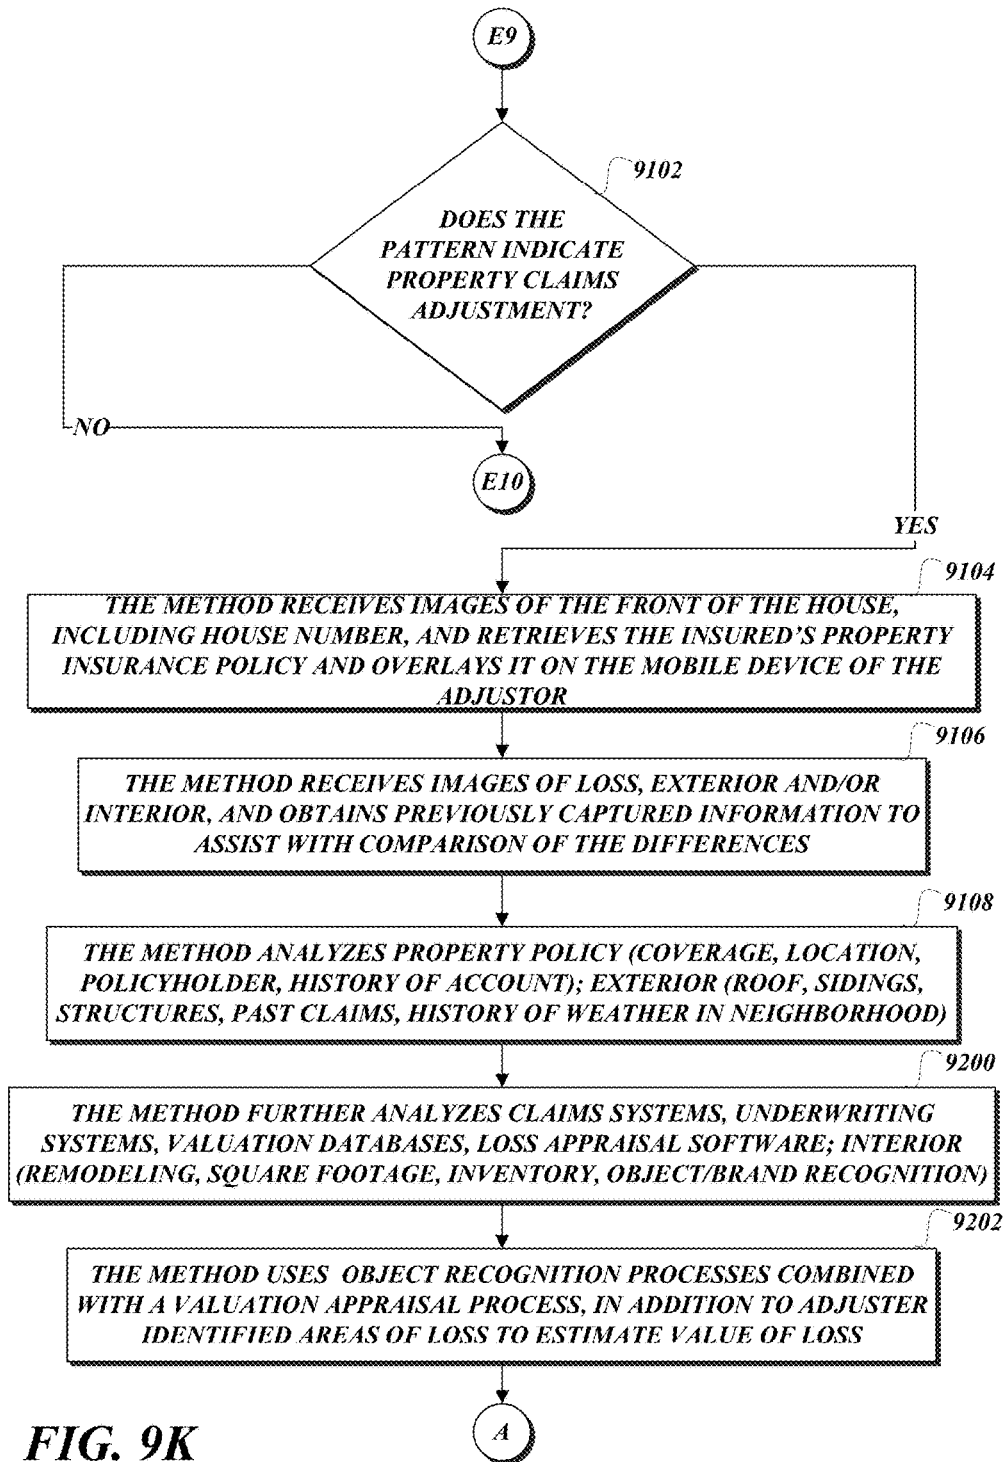 E9
9102
DOES THE
PATTERN INDICATE
PROPERTY CLAIMS
ADJUSTMENT?
NO
E10
YES
9104
THE METHOD RECEIVES IMAGES OF THE FRONT OF THE HOUSE,
INCLUDING HOUSE NUMBER, AND RETRIEVES THE INSURED'S PROPERTY
INSURANCE POLICY AND OVERLAYS IT ON THE MOBILE DEVICE OF THE
ADJUSTOR
9106
THE METHOD RECEIVES IMAGES OF LOSS, EXTERIOR AND/OR
INTERIOR, AND OBTAINS PREVIOUSLY CAPTURED INFORMATION TO
ASSIST WITH COMPARISON OF THE DIFFERENCES
9108
THE METHOD ANALYZES PROPERTY POLICY (COVERAGE, LOCATION,
POLICYHOLDER, HISTORY OF ACCOUNT); EXTERIOR (ROOF, SIDINGS,
STRUCTURES, PAST CLAIMS, HISTORY OF WEATHER IN NEIGHBORHOOD)
9200
THE METHOD FURTHER ANALYZES CLAIMS SYSTEMS, UNDERWRITING
SYSTEMS, VALUATION DATABASES, LOSS APPRAISAL SOFTWARE; INTERIOR
(REMODELING, SQUARE FOOTAGE, INVENTORY, OBJECT/BRAND RECOGNITION)
9202
THE METHOD USES OBJECT RECOGNITION PROCESSES COMBINED
WITH A VALUATION APPRAISAL PROCESS, IN ADDITION TO ADJUSTER
IDENTIFIED AREAS OF LOSS TO ESTIMATE VALUE OF LOSS
A
FIG. 9K